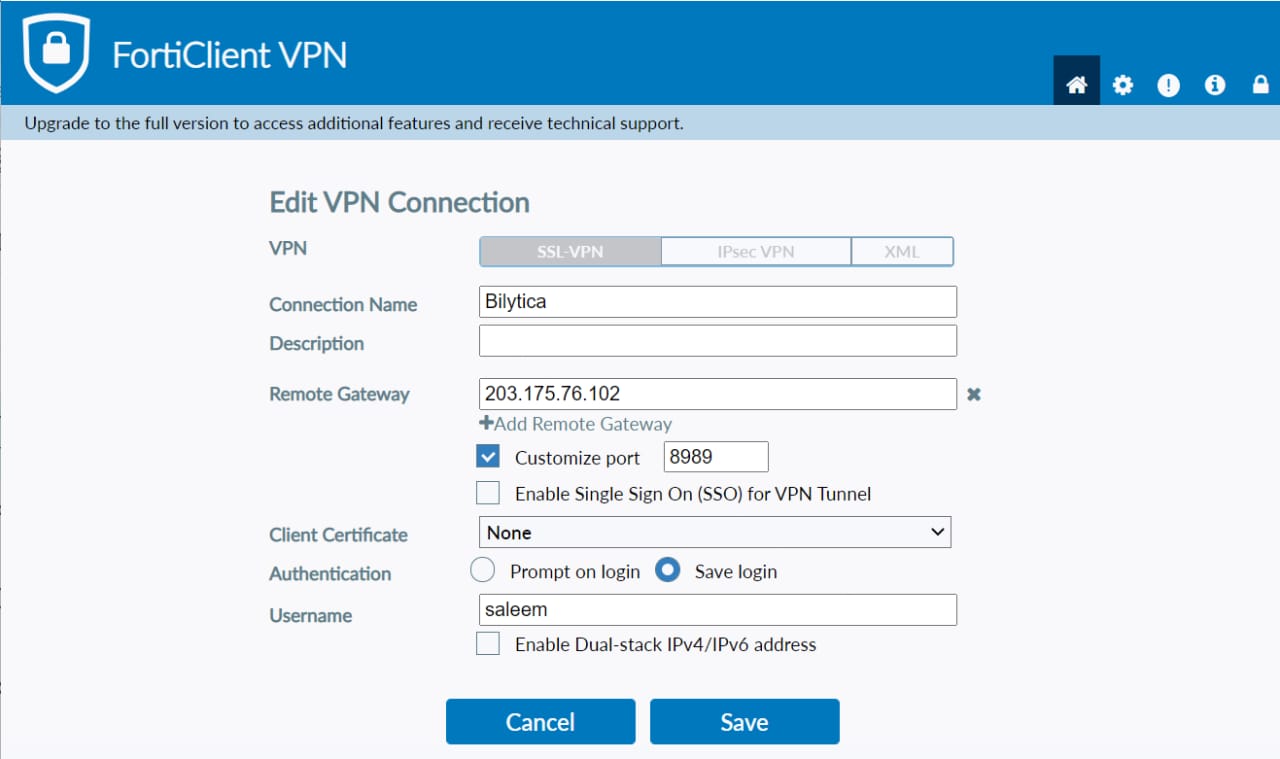 FortiClient VPN
Upgrade to the full version to access additional features and receive technical support.
Edit VPN Connection
VPN SSL-VPN IPsec VPN XML
Connection Name Bilytica
Description
Remote Gateway 203.175.76.102
+Add Remote Gateway
Customize port 8989
Enable Single Sign On (SSO) for VPN Tunnel
Client Certificate None
Authentication Prompt on login Save login
Username saleem
Enable Dual-stack IPv4/IPv6 address
Cancel Save